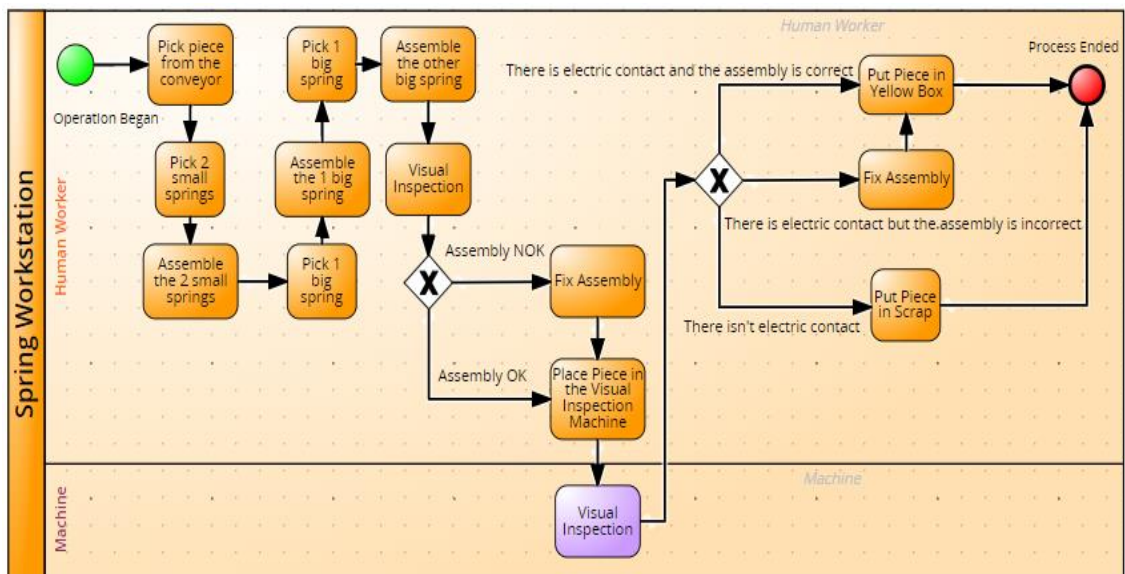 Spring Workstation
Human Worker
Machine
Human Worker
Operation Began
Pick piece
from the
conveyor
Pick 2
small
springs
Assemble
the 2 small
springs
Pick 1
big
spring
Assemble
the 1 big
spring
Pick 1
big
spring
Assemble
the other
big spring
Visual
Inspection
X
Assembly NOK
Fix Assembly
Assembly OK
Place Piece in
the Visual
Inspection
Machine
Machine
Visual
Inspection
X
There is electric contact and the assembly is correct
Put Piece in
Yellow Box
Fix Assembly
There is electric contact but the assembly is incorrect
There isn't electric contact
Put Piece
in Scrap
Process Ended